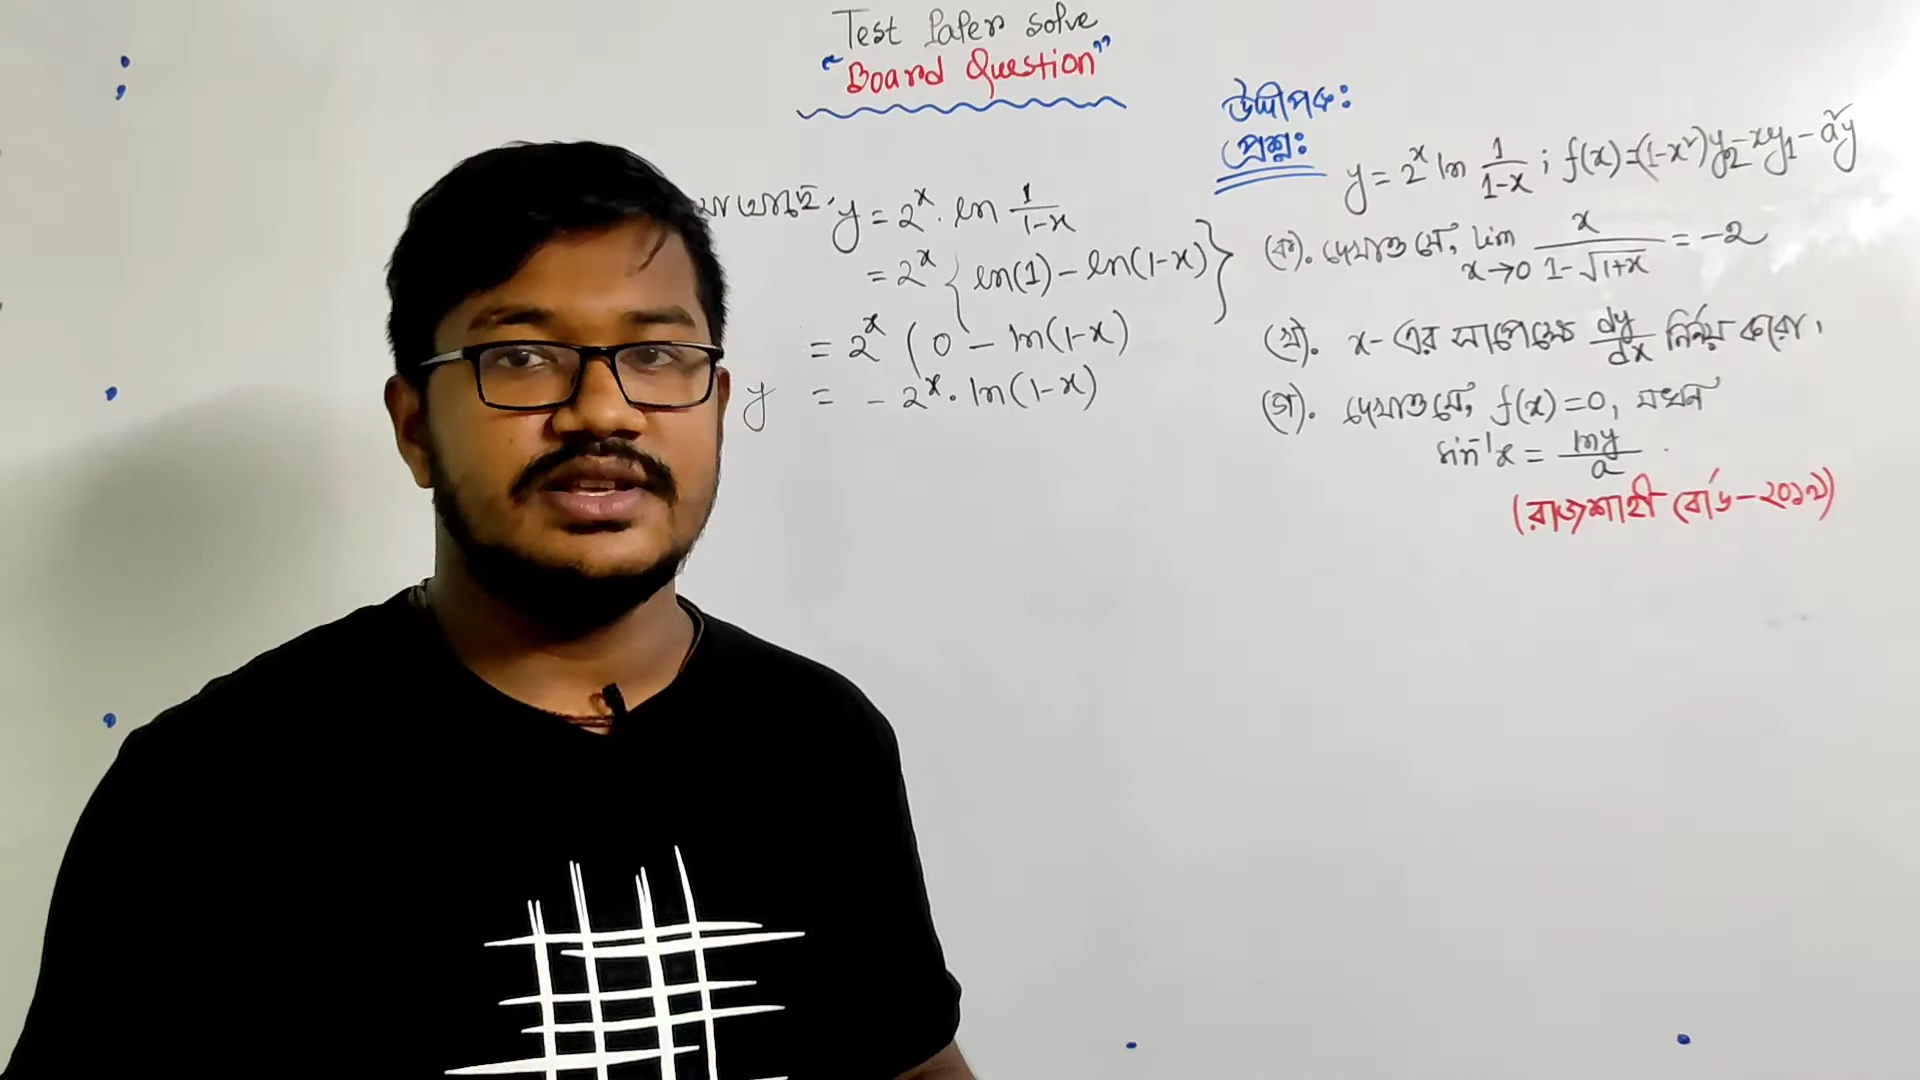 Test Paper solve
"Board Question"
উদ্দীপক:
প্রশ্ন:
y = 2^x ln 1/(1-x) ; f(x) = (1-x²)y₂ - xy₁ - a²y
(ক). দেখাও যে, lim x→0 x/(1-√(1+x)) = -2
(খ). x- এর সাপেক্ষে dy/dx নির্ণয় করো।
(গ). দেখাও যে, f(x) = 0, যখন
sin⁻¹x = lny/a
(রাজশাহী বোর্ড-২০১৭)
আছে, y = 2^x . ln 1/(1-x)
= 2^x { ln(1) - ln(1-x) }
= 2^x ( 0 - ln(1-x)
y = - 2^x . ln(1-x)